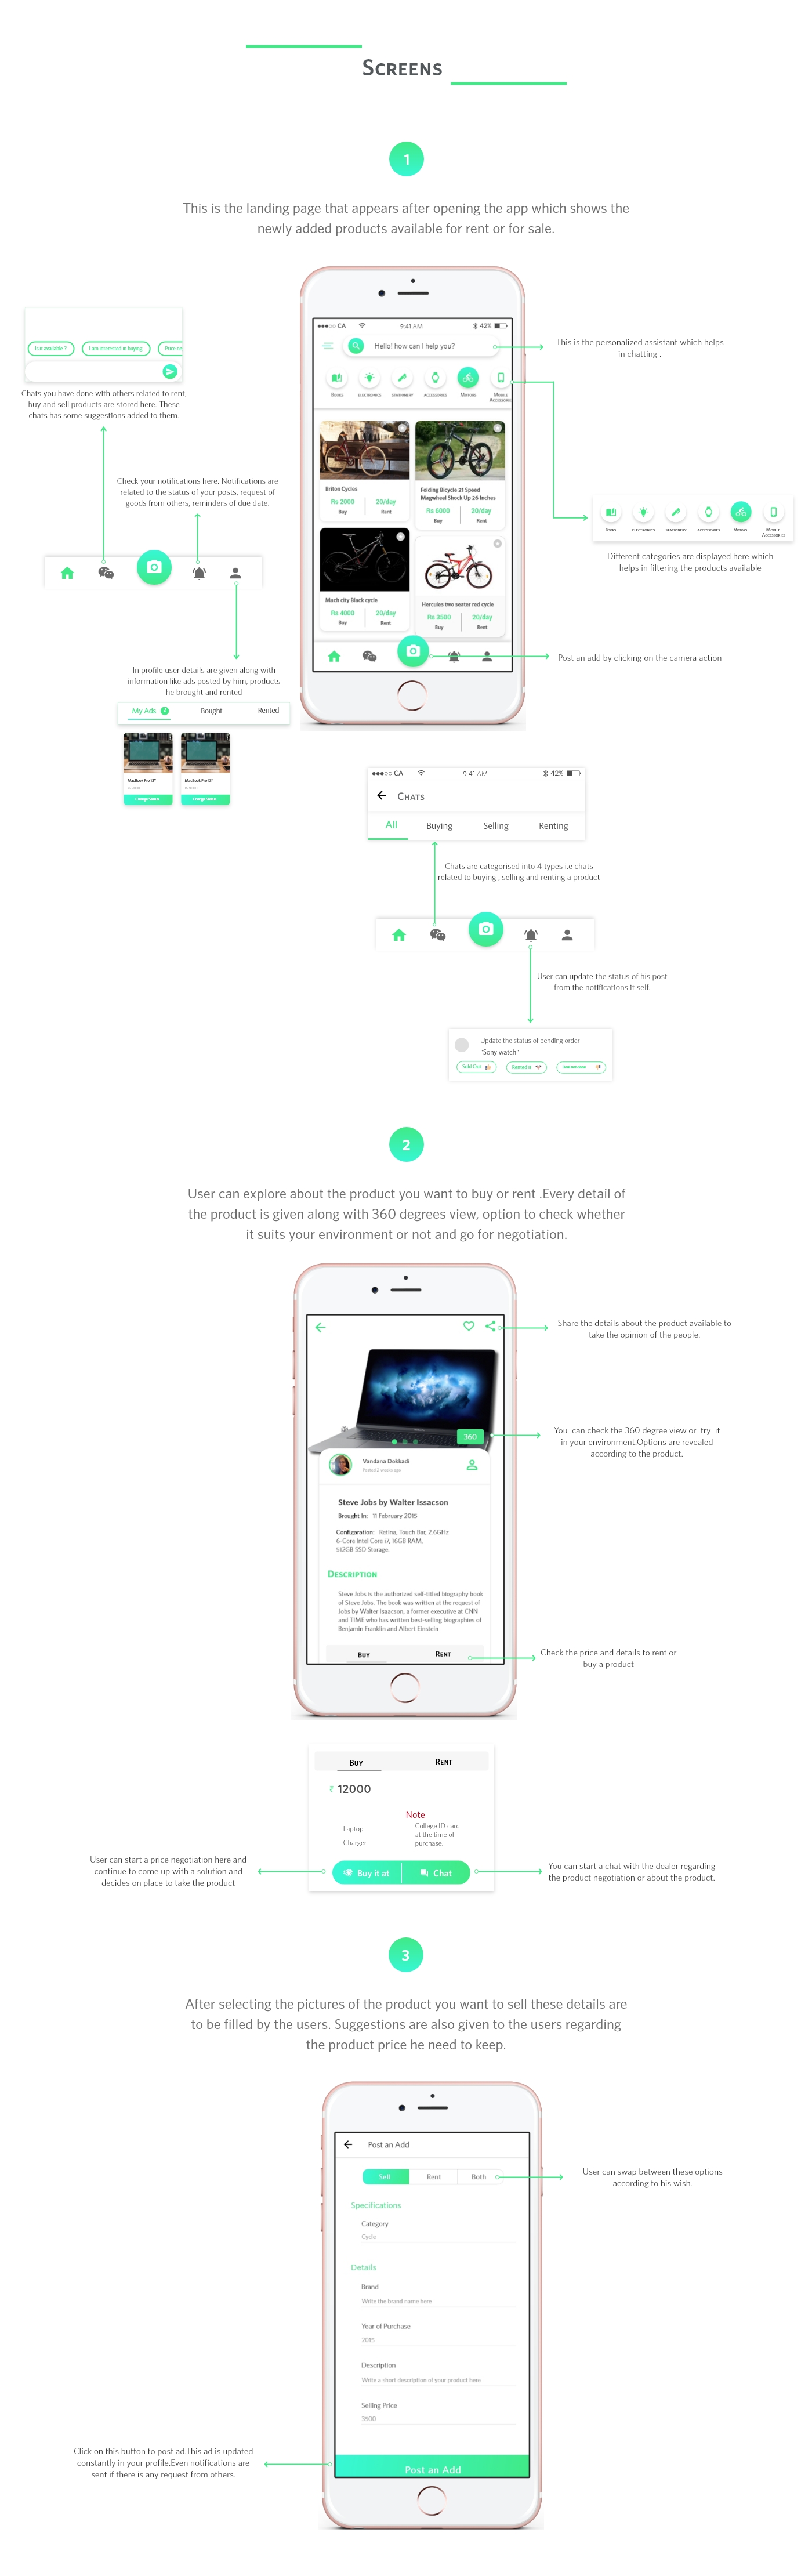 SCREENS
1
This is the landing page that appears after opening the app which shows the
newly added products available for rent or for sale.
CA
9:41 AM
42%
Hello! how can I help you?
BOOKS
ELECTRONICS
STATIONERY
ACCESSORIES
MOTORS
MOBILE
ACCESSORIES
Briton Cycles
Rs 2000
20/day
Buy
Rent
Folding Bicycle 21 Speed
Magwheel Shock Up 26 Inches
Rs 6000
20/day
Buy
Rent
Mach city Black cycle
Rs 4000
20/day
Buy
Rent
Hercules two seater red cycle
Rs 3500
20/day
Buy
Rent
This is the personalized assistant which helps
in chatting .
BOOKS
ELECTRONICS
STATIONERY
ACCESSORIES
MOTORS
MOBILE
ACCESSORIES
Different categories are displayed here which
helps in filtering the products available
Post an add by clicking on the camera action
Is it available ?
I am interested in buying
Price ne
Chats you have done with others related to rent,
buy and sell products are stored here. These
chats has some suggestions added to them.
Check your notifications here. Notifications are
related to the status of your posts, request of
goods from others, reminders of due date.
In profile user details are given along with
information like ads posted by him, products
he brought and rented
My Ads
Bought
Rented
MacBook Pro 17"
Change Status
MacBook Pro 17"
Change Status
CA
9:41 AM
42%
CHATS
All
Buying
Selling
Renting
Chats are categorised into 4 types i.e chats
related to buying , selling and renting a product
User can update the status of his post
from the notifications it self.
Update the status of pending order
"Sony watch"
Sold Out
Rented it
2
User can explore about the product you want to buy or rent .Every detail of
the product is given along with 360 degrees view, option to check whether
it suits your environment or not and go for negotiation.
360
Vandana Dokkadi
Posted 2 weeks ago
Steve Jobs by Walter Issacson
Brought In: 11 February 2015
Configaration: Retina, Touch Bar, 2.6GHz
6-Core Intel Core i7, 16GB RAM,
512GB SSD Storage.
DESCRIPTION
Steve Jobs is the authorized self-titled biography book
of Steve Jobs. The book was written at the request of
Jobs by Walter Isaacson, a former executive at CNN
and TIME who has written best-selling biographies of
Benjamin Franklin and Albert Einstein
BUY
RENT
Share the details about the product available to
take the opinion of the people.
You can check the 360 degree view or try it
in your environment.Options are revealed
according to the product.
Check the price and details to rent or
buy a product
BUY
RENT
₹ 12000
Note
Laptop
Charger
College ID card
at the time of
purchase.
Buy it at
Chat
User can start a price negotiation here and
continue to come up with a solution and
decides on place to take the product
You can start a chat with the dealer regarding
the product negotiation or about the product.
3
After selecting the pictures of the product you want to sell these details are
to be filled by the users. Suggestions are also given to the users regarding
the product price he need to keep.
Post an Add
Sell
Rent
Both
Specifications
Category
Cycle
Details
Brand
Write the brand name here
Year of Purchase
2015
Description
Write a short description of your product here
Selling Price
3500
Post an Add
User can swap between these options
according to his wish.
Click on this button to post ad.This ad is updated
constantly in your profile.Even notifications are
sent if there is any request from others.